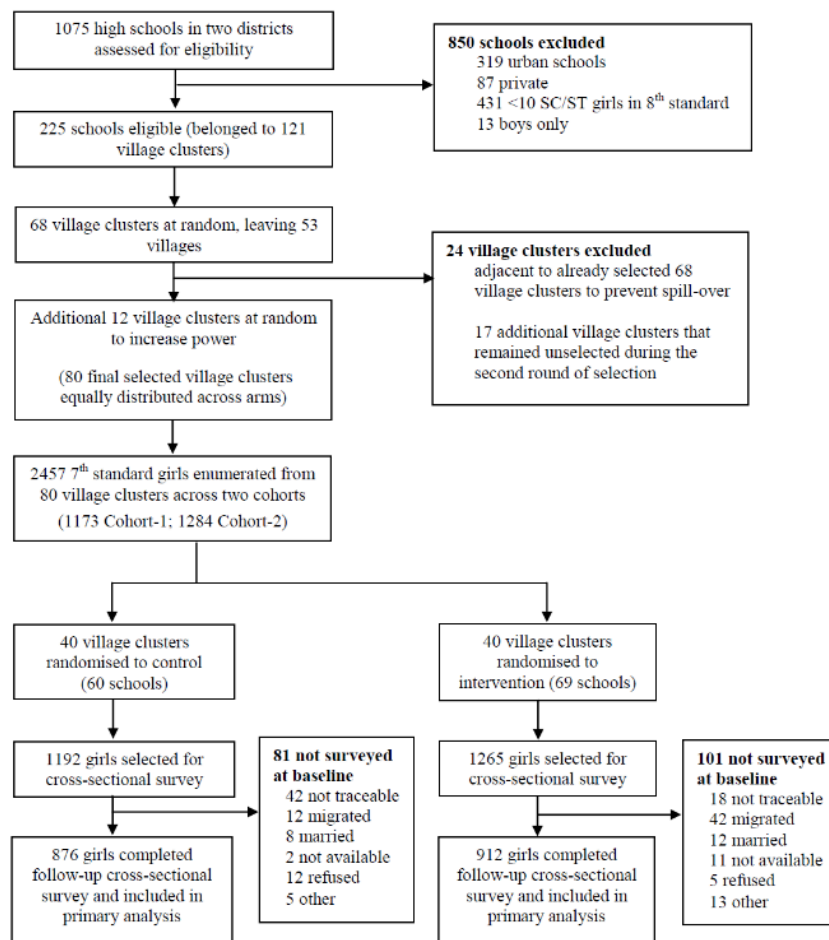 1075 high schools in two districts
assessed for eligibility
850 schools excluded
319 urban schools
87 private
431 <10 SC/ST girls in 8th standard
13 boys only
225 schools eligible (belonged to 121
village clusters)
68 village clusters at random, leaving 53
villages
24 village clusters excluded
adjacent to already selected 68
village clusters to prevent spill-over
17 additional village clusters that
remained unselected during the
second round of selection
Additional 12 village clusters at random
to increase power
(80 final selected village clusters
equally distributed across arms)
2457 7th standard girls enumerated from
80 village clusters across two cohorts
(1173 Cohort-1; 1284 Cohort-2)
40 village clusters
randomised to control
(60 schools)
40 village clusters
randomised to
intervention (69 schools)
1192 girls selected for
cross-sectional survey
81 not surveyed
at baseline
42 not traceable
12 migrated
8 married
2 not available
12 refused
5 other
1265 girls selected for
cross-sectional survey
101 not surveyed
at baseline
18 not traceable
42 migrated
12 married
11 not available
5 refused
13 other
876 girls completed
follow-up cross-sectional
survey and included in
primary analysis
912 girls completed
follow-up cross-sectional
survey and included in
primary analysis